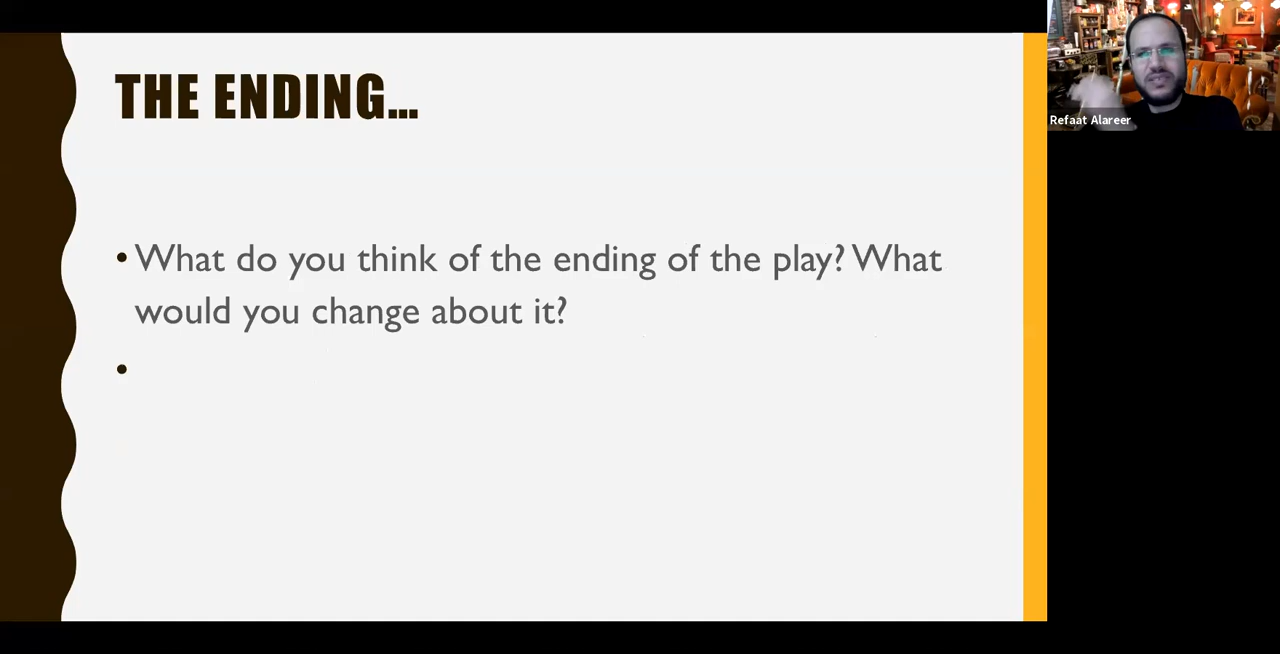 THE ENDING...
• What do you think of the ending of the play? What
would you change about it?
•
Refaat Alareer